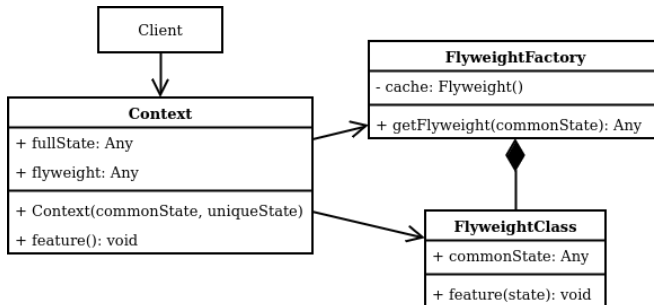 Client
Context
+ fullState: Any
+ flyweight: Any
+ Context(commonState, uniqueState)
+ feature(): void
FlyweightFactory
- cache: Flyweight()
+ getFlyweight(commonState): Any
FlyweightClass
+ commonState: Any
+ feature(state): void